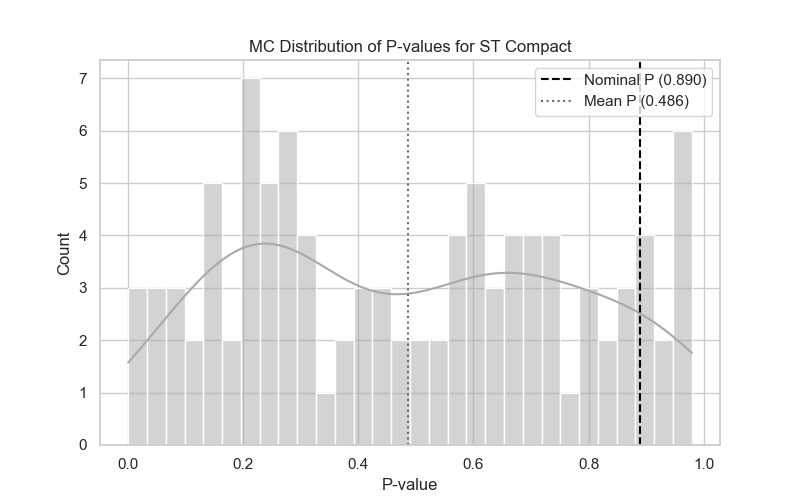 MC Distribution of P-values for ST Compact
Nominal P (0.890)
Mean P (0.486)
Count
7
6
5
4
3
2
1
0
0.0 0.2 0.4 0.6 0.8 1.0
P-value